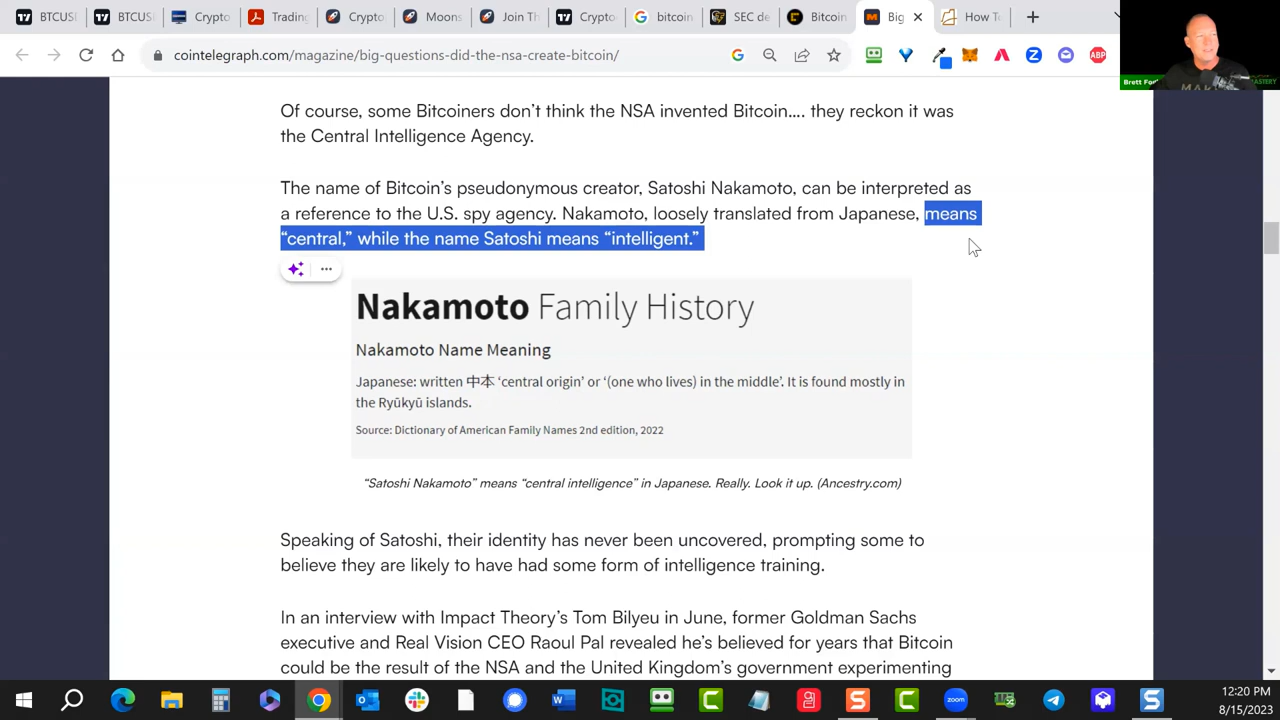 BTCUS
BTCUS
Crypto
Trading
Crypto
Moons
Join Ti
Crypto
bitcoin
SEC de
Bitcoin
Big
How T
cointelegraph.com/magazine/big-questions-did-the-nsa-create-bitcoin/
ABP
Of course, some Bitcoiners don’t think the NSA invented Bitcoin…. they reckon it was
the Central Intelligence Agency.
The name of Bitcoin’s pseudonymous creator, Satoshi Nakamoto, can be interpreted as
a reference to the U.S. spy agency. Nakamoto, loosely translated from Japanese, means
“central,” while the name Satoshi means “intelligent.”
Nakamoto Family History
Nakamoto Name Meaning
Japanese: written 中本 ‘central origin’ or ‘(one who lives) in the middle’. It is found mostly in
the Ryūkyū islands.
Source: Dictionary of American Family Names 2nd edition, 2022
“Satoshi Nakamoto” means “central intelligence” in Japanese. Really. Look it up. (Ancestry.com)
Speaking of Satoshi, their identity has never been uncovered, prompting some to
believe they are likely to have had some form of intelligence training.
In an interview with Impact Theory’s Tom Bilyeu in June, former Goldman Sachs
executive and Real Vision CEO Raoul Pal revealed he’s believed for years that Bitcoin
could be the result of the NSA and the United Kingdom’s government experimenting
zoom
12:20 PM
8/15/2023